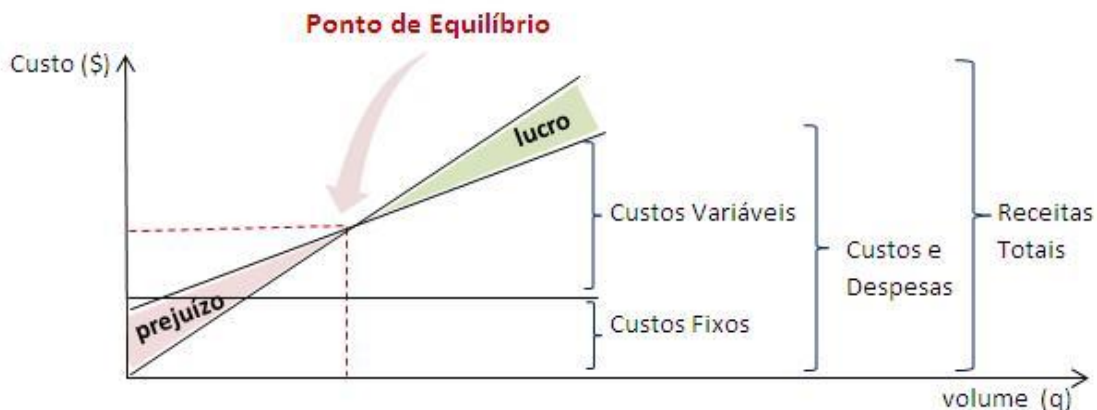 Ponto de Equilíbrio
Custo ($)
lucro
prejuízo
Custos Variáveis
Custos Fixos
Custos e
Despesas
Receitas
Totais
volume (q)